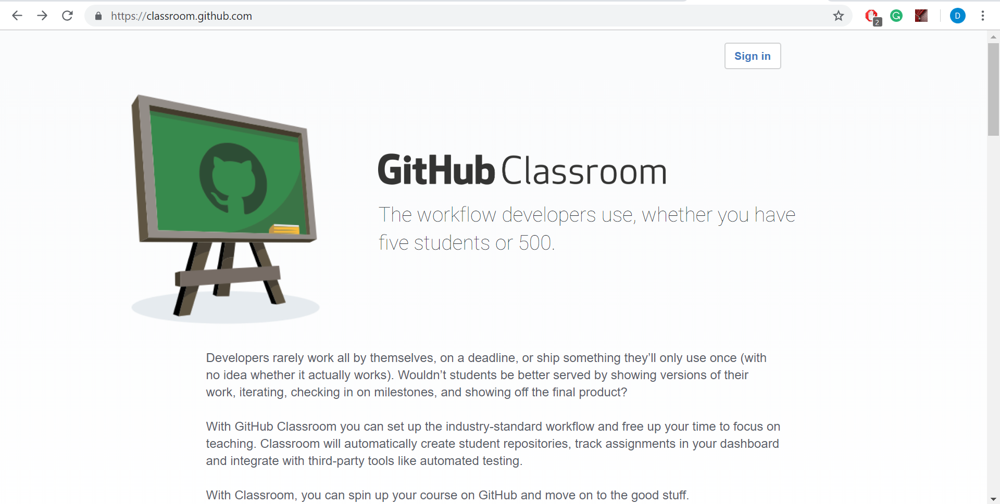 https://classroom.github.com
2
D
Sign in
GitHub Classroom
The workflow developers use, whether you have
five students or 500.
Developers rarely work all by themselves, on a deadline, or ship something they’ll only use once (with
no idea whether it actually works). Wouldn’t students be better served by showing versions of their
work, iterating, checking in on milestones, and showing off the final product?
With GitHub Classroom you can set up the industry-standard workflow and free up your time to focus on
teaching. Classroom will automatically create student repositories, track assignments in your dashboard
and integrate with third-party tools like automated testing.
With Classroom, you can spin up your course on GitHub and move on to the good stuff.